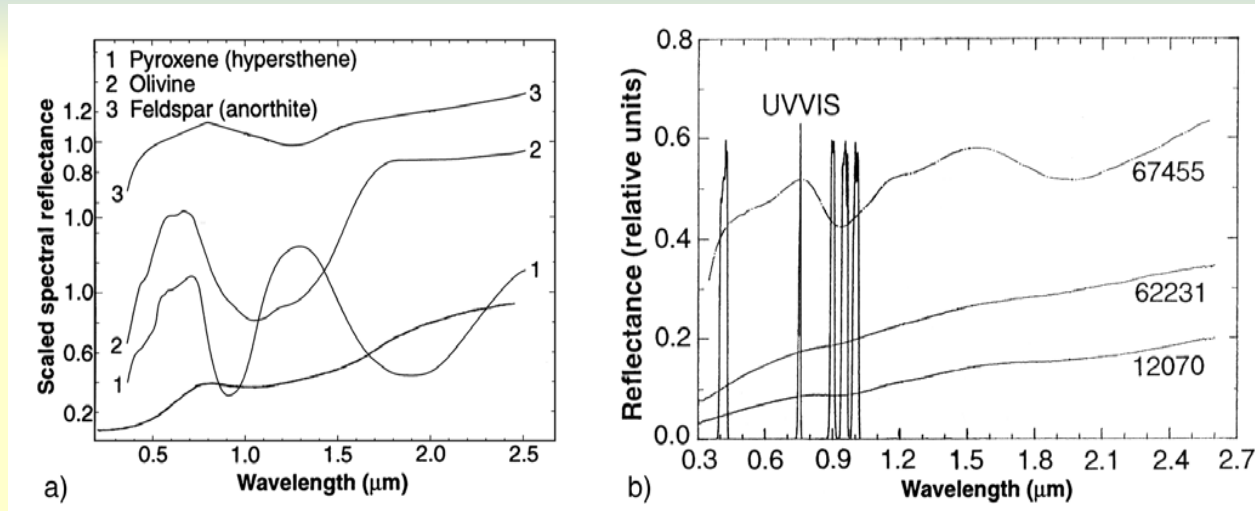 1 Pyroxene (hypersthene)
2 Olivine
3 Feldspar (anorthite)
Scaled spectral reflectance
1.2
1.0
0.8
1.0
1.0
0.6
0.2
3
2
1
3
2
1
0.5 1.0 1.5 2.0 2.5
Wavelength (μm)
a)
Reflectance (relative units)
0.8
0.6
0.4
0.2
0.0
UVVIS
67455
62231
12070
0.3 0.6 0.9 1.2 1.5 1.8 2.1 2.4 2.7
Wavelength (μm)
b)